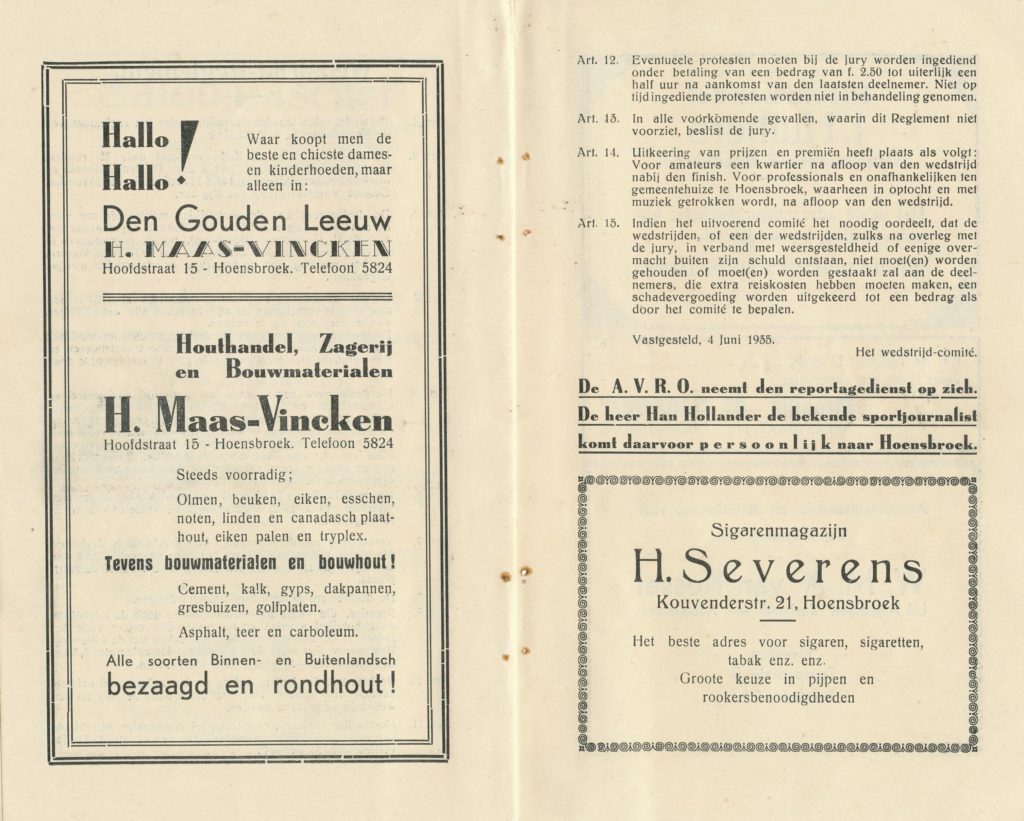 Hallo
Hallo!
Waar koopt men de
beste en chicste dames-
en kinderhoeden, maar
alleen in:
Den Gouden Leeuw
H. MAAS-VINCKEN
Hoofdstraat 15 - Hoensbroek. Telefoon 5824
Houthandel, Zagerij
en Bouwmaterialen
H. Maas-Vincken
Hoofdstraat 15 - Hoensbroek. Telefoon 5824
Steeds voorradig;
Olmen, beuken, eiken, esschen,
noten, linden en canadasch plaat-
hout, eiken palen en tryplex.
Tevens bouwmaterialen en bouwhout!
Cement, kalk, gyps, dakpannen,
gresbuizen, golfplaten.
Asphalt, teer en carboleum.
Alle soorten Binnen- en Buitenlandsch
bezaagd en rondhout!
Art. 12. Eventueele protesten moeten bij de jury worden ingediend
onder betaling van een bedrag van f. 2.50 tot uiterlijk een
half uur na aankomst van den laatsten deelnemer. Niet op
tijd ingediende protesten worden niet in behandeling genomen.
Art. 13. In alle voorkomende gevallen, waarin dit Reglement niet
voorziet, beslist de jury.
Art. 14. Uitkeering van prijzen en premiën heeft plaats als volgt:
Voor amateurs een kwartier na afloop van den wedstrijd
nabij den finish. Voor professionals en onafhankelijken ten
gemeentehuize te Hoensbroek, waarheen in optocht en met
muziek getrokken wordt, na afloop van den wedstrijd.
Art. 15. Indien het uitvoerend comité het noodig oordeelt, dat de
wedstrijden, of een der wedstrijden, zulks na overleg met
de jury, in verband met weersgesteldheid of eenige over-
macht buiten zijn schuld ontstaan, niet moet(en) worden
gehouden of moet(en) worden gestaakt zal aan de deel-
nemers, die extra reiskosten hebben moeten maken, een
schadevergoeding worden uitgekeerd tot een bedrag als
door het comité te bepalen.
Vastgesteld, 4 Juni 1935.
Het wedstrijd-comité.
De A. V. R. O. neemt den reportagedienst op zich.
De heer Han Hollander de bekende sportjournalist
komt daarvoor persoonlijk naar Hoensbroek.
Sigarenmagazijn
H. Severens
Kouvenderstr. 21, Hoensbroek
Het beste adres voor sigaren, sigaretten,
tabak enz. enz.
Groote keuze in pijpen en
rookersbenoodigdheden